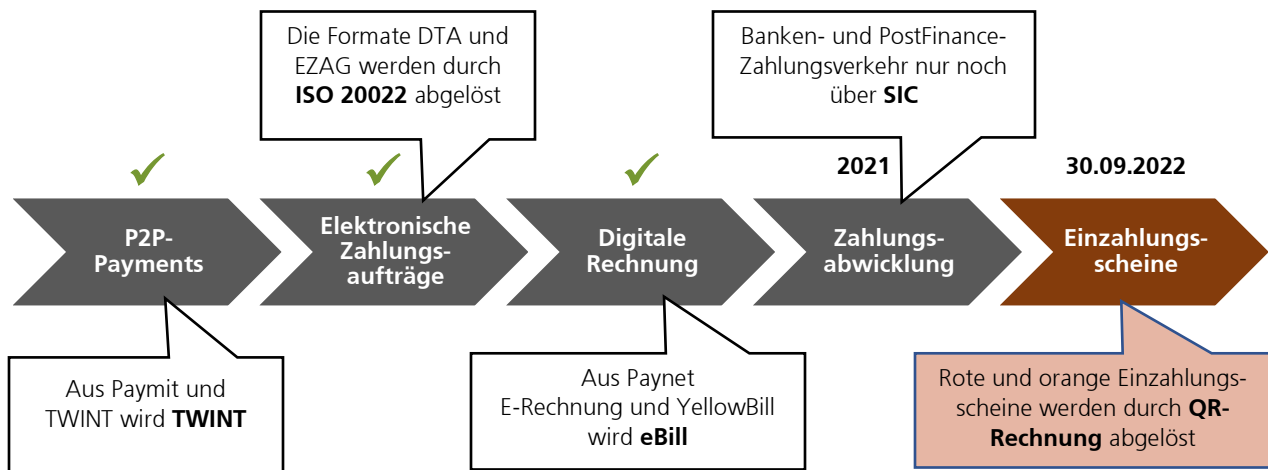 Die Formate DTA und
EZAG werden durch
ISO 20022 abgelöst
Banken- und PostFinance-
Zahlungsverkehr nur noch
über SIC
2021
30.09.2022
P2P-
Payments
Elektronische
Zahlungs-
aufträge
Digitale
Rechnung
Zahlungs-
abwicklung
Einzahlungs-
scheine
Aus Paymit und
TWINT wird TWINT
Aus Paynet
E-Rechnung und YellowBill
wird eBill
Rote und orange Einzahlungs-
scheine werden durch QR-
Rechnung abgelöst